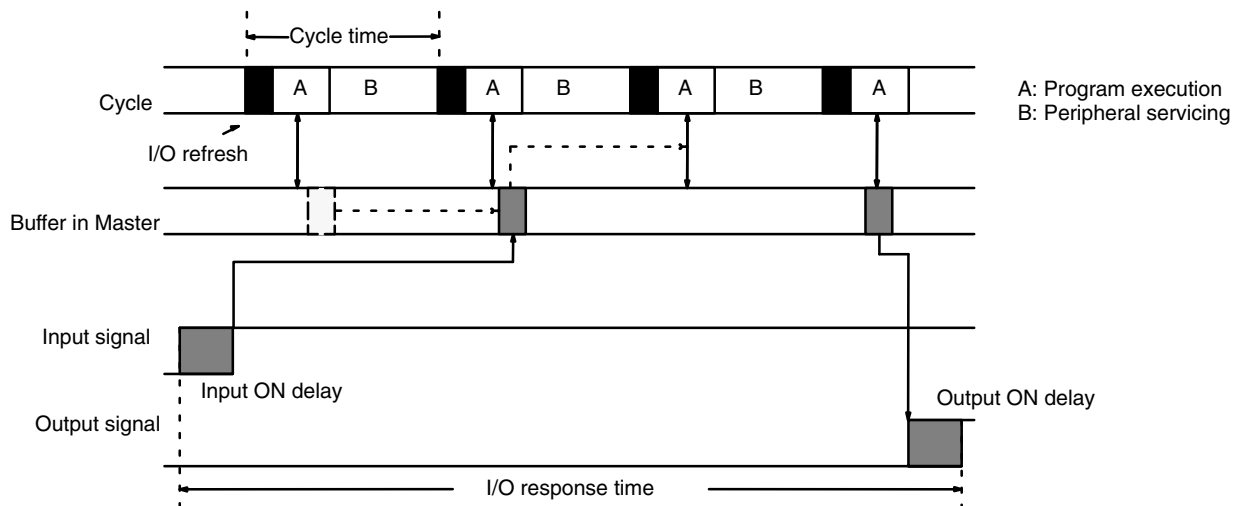 Cycle time
A B A B A B A
A: Program execution
Cycle
B: Peripheral servicing
I/O refresh
Buffer in Master
Input signal
Input ON delay
Output ON delay
Output signal
I/O response time